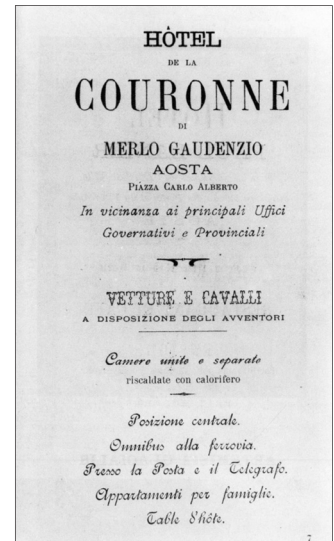 HÔTEL
DE LA
COURONNE
DI
MERLO GAUDENZIO
AOSTA
PIAZZA CARLO ALBERTO
In vicinanza ai principali Uffici
Governativi e Provinciali
VETTURE E CAVALLI
A DISPOSIZIONE DEGLI AVVENTORI
Camere unite e separate
riscaldate con calorifero
Posizione centrale.
Omnibus alla ferrovia.
Presso la Posta e il Telegrafo.
Appartamenti per famiglie.
Table d'hôte.
7